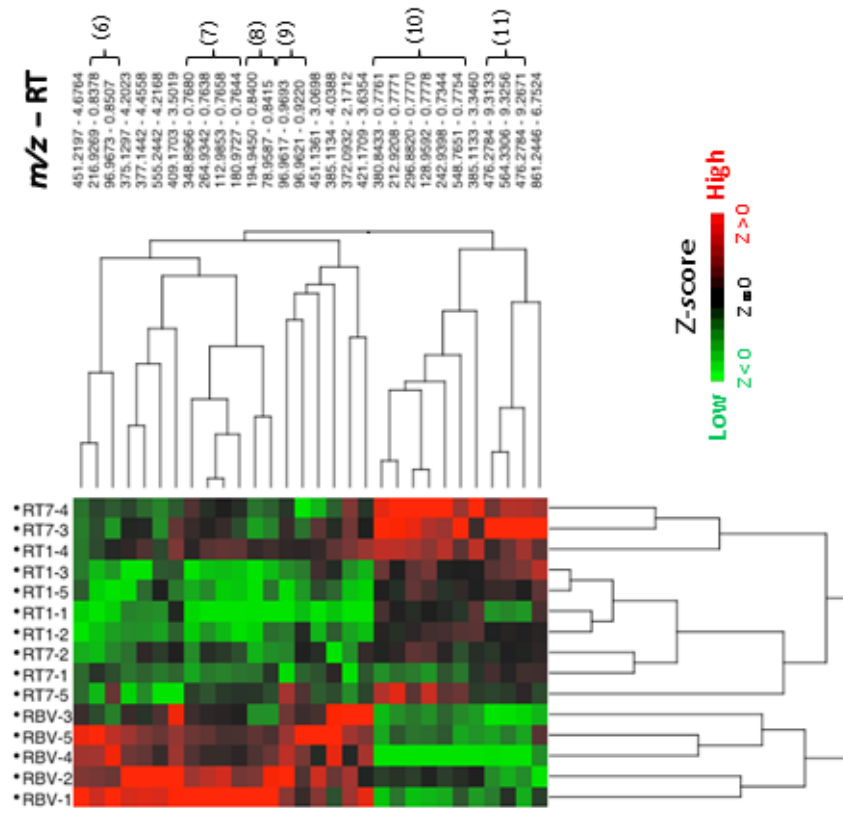 (6)
(7)
(8)
(9)
(10)
(11)
m/z – RT
451.2197 - 4.6764
216.9269 - 0.8378
96.9673 - 0.8507
375.1297 - 4.2023
377.1442 - 4.4558
555.2442 - 4.2168
409.1703 - 3.5019
348.8966 - 0.7680
264.9342 - 0.7638
112.9853 - 0.7658
180.9727 - 0.7644
194.9450 - 0.8400
78.9587 - 0.8415
96.9617 - 0.9693
96.9621 - 0.9220
451.1361 - 3.0698
385.1134 - 4.0388
372.0932 - 2.1712
421.1709 - 3.6354
380.8433 - 0.7761
212.9208 - 0.7771
296.8820 - 0.7770
128.9592 - 0.7778
242.9398 - 0.7344
548.7651 - 0.7754
385.1133 - 3.3460
476.2784 - 9.3133
564.3306 - 9.3256
476.2784 - 9.2671
861.2446 - 6.7524
Z-score
Low High
Z<0 Z=0 Z>0
•RT7-4
•RT7-3
•RT1-4
•RT1-3
•RT1-5
•RT1-1
•RT1-2
•RT7-2
•RT7-1
•RT7-5
•RBV-3
•RBV-5
•RBV-4
•RBV-2
•RBV-1